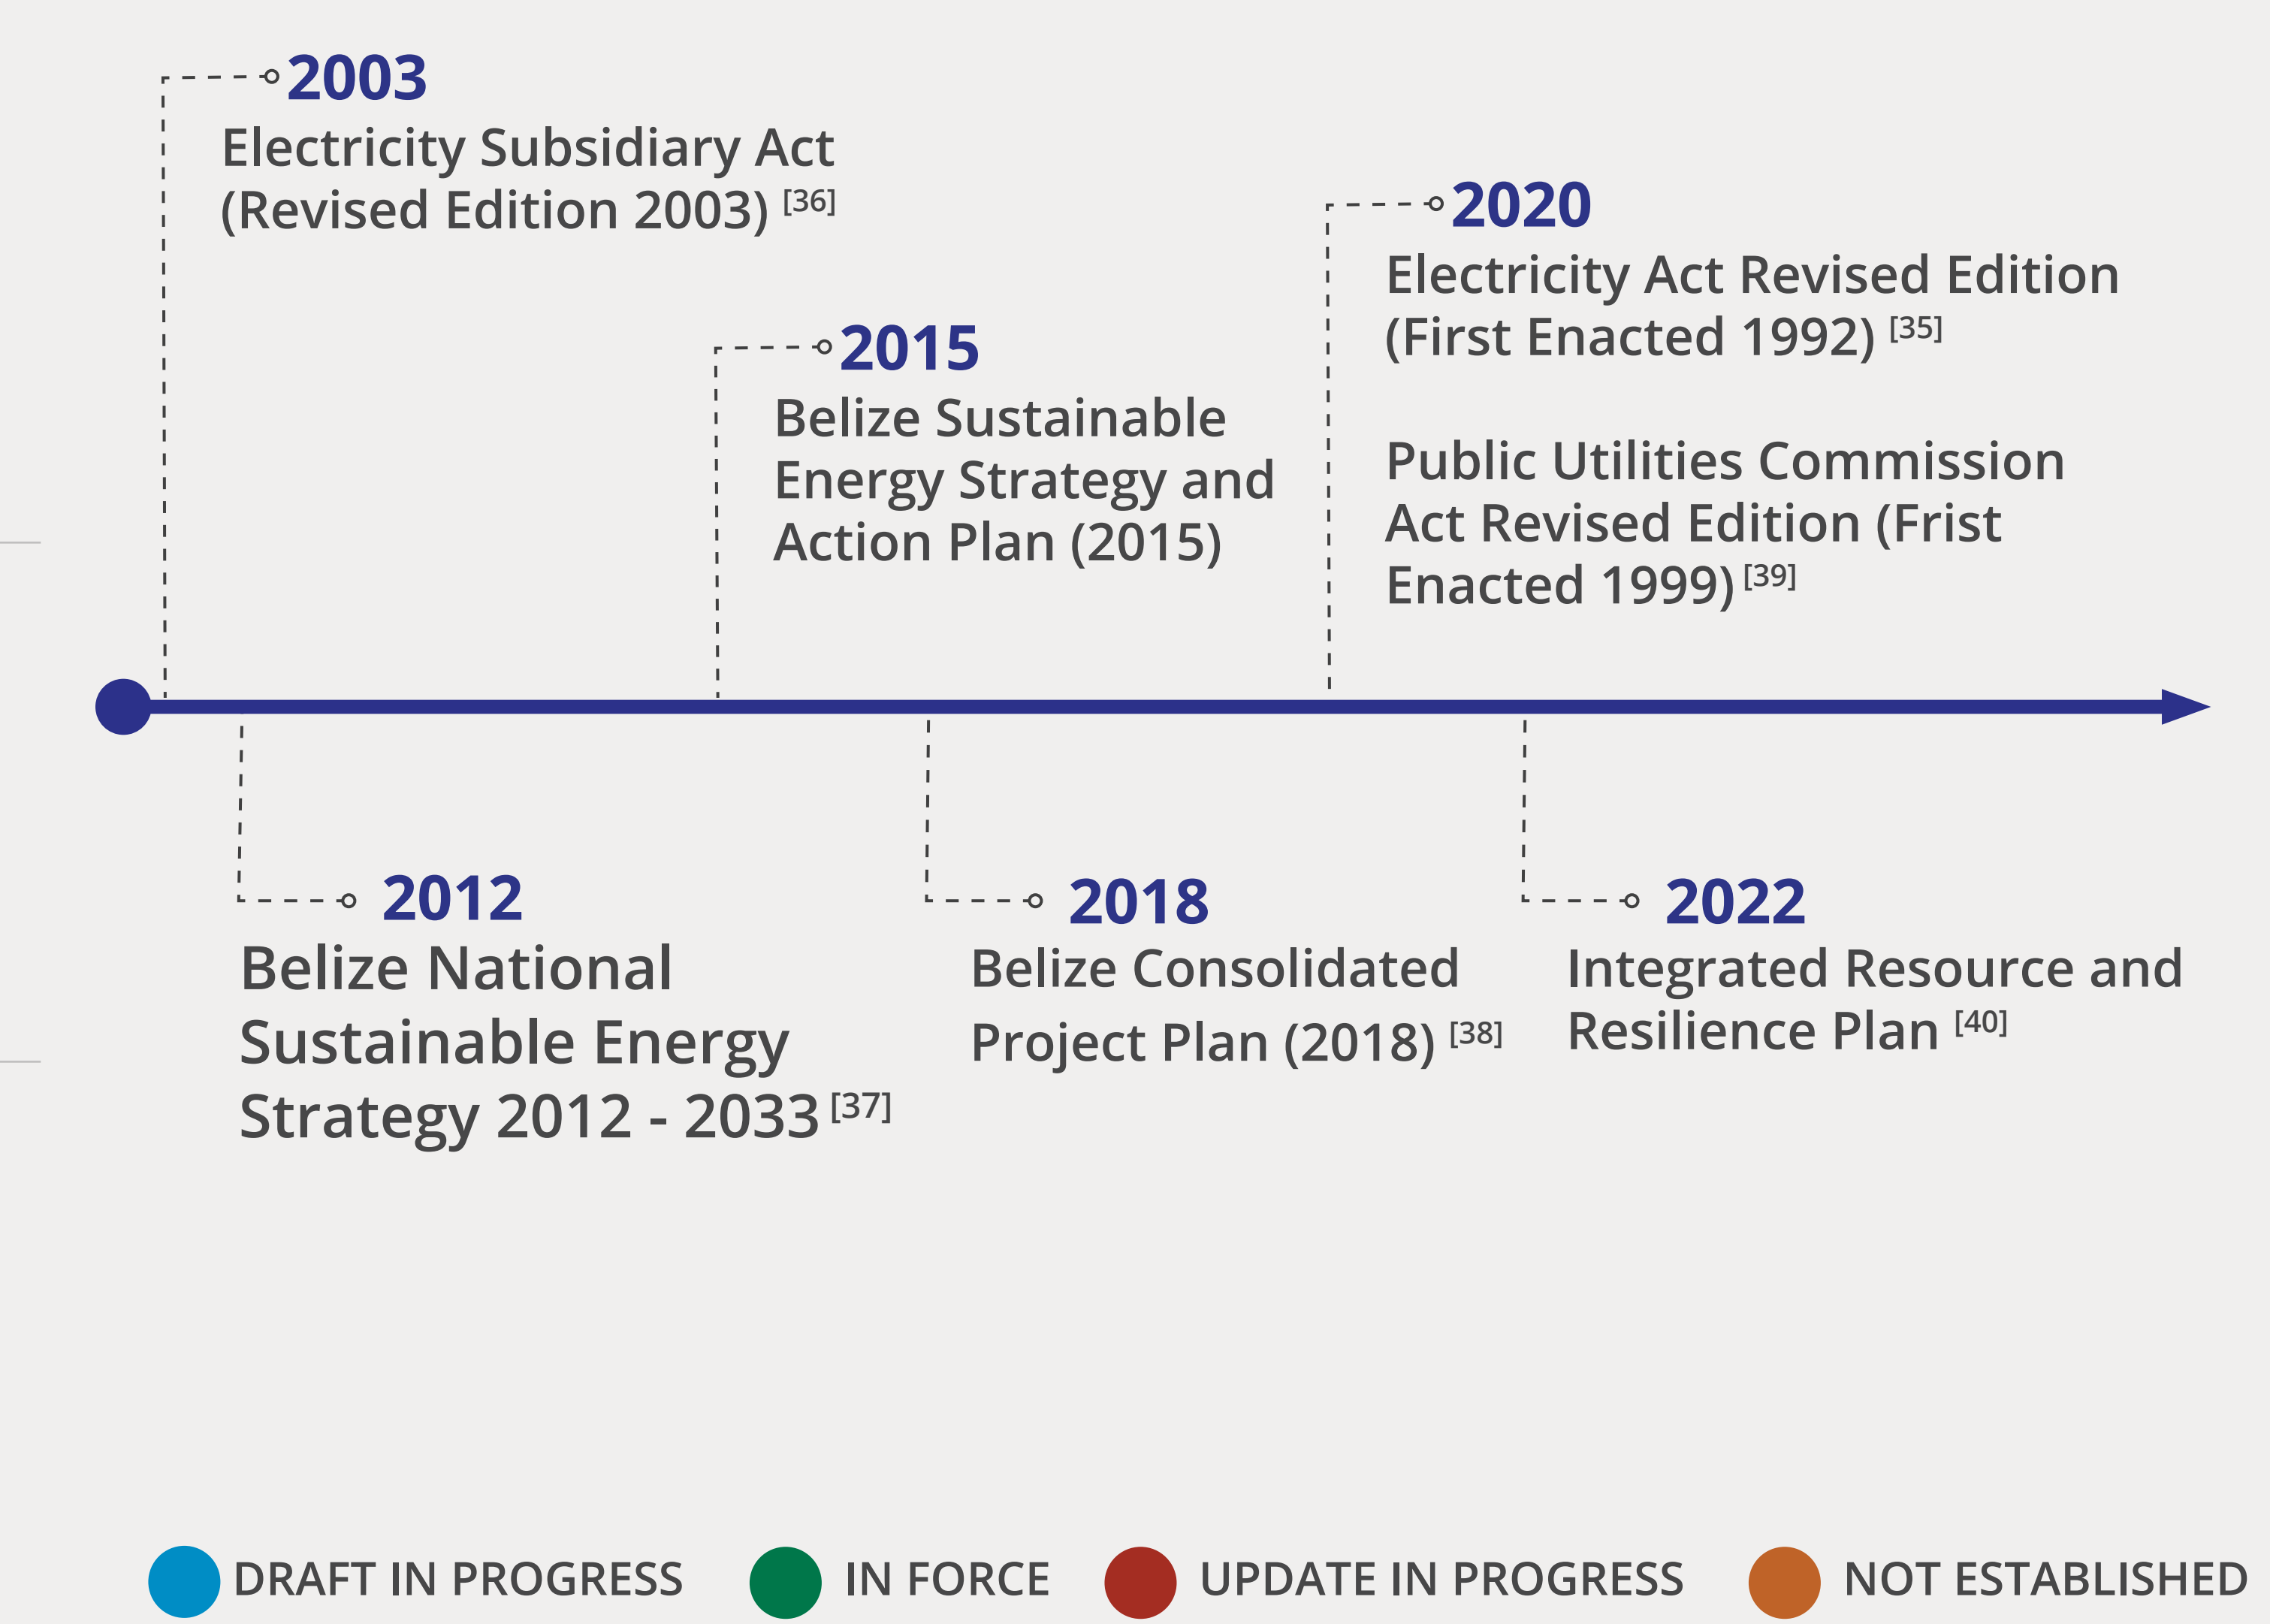 2003
Electricity Subsidiary Act
(Revised Edition 2003) [36]
2020
Electricity Act Revised Edition
(First Enacted 1992) [35]
Public Utilities Commission
Act Revised Edition (Frist
Enacted 1999) [39]
2015
Belize Sustainable
Energy Strategy and
Action Plan (2015)
2012
Belize National
Sustainable Energy
Strategy 2012 - 2033 [37]
2018
Belize Consolidated
Project Plan (2018) [38]
2022
Integrated Resource and
Resilience Plan [40]
DRAFT IN PROGRESS
IN FORCE
UPDATE IN PROGRESS
NOT ESTABLISHED